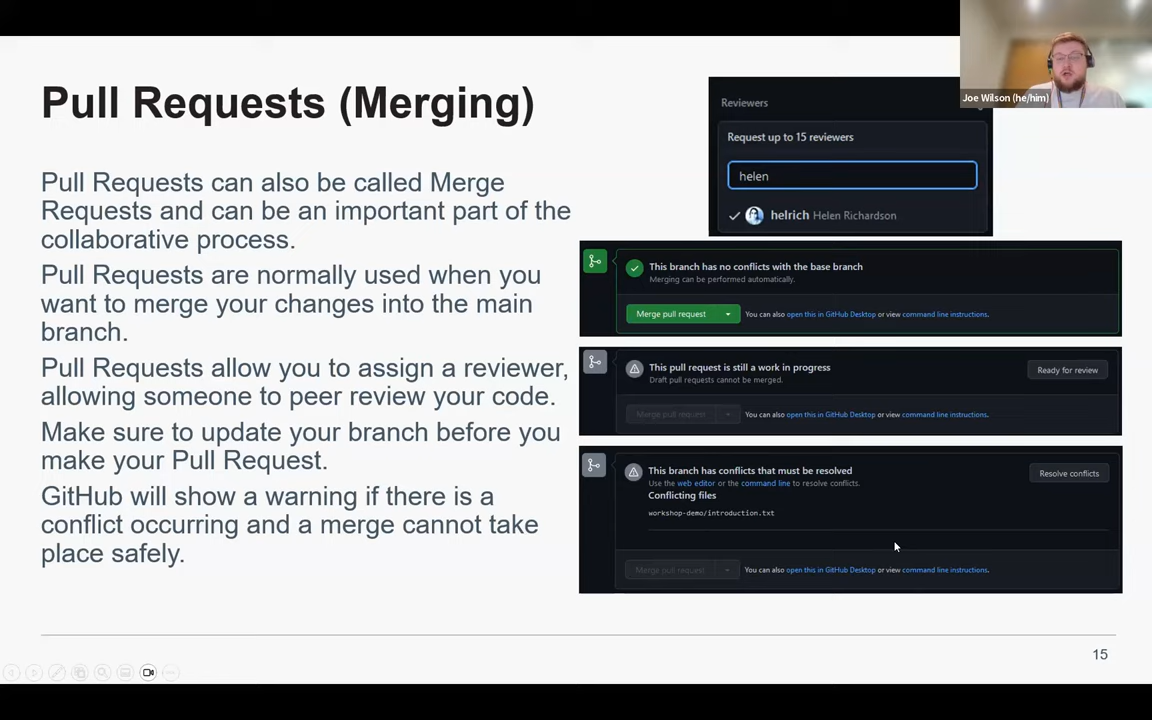 Pull Requests (Merging)
Pull Requests can also be called Merge
Requests and can be an important part of the
collaborative process.
Pull Requests are normally used when you
want to merge your changes into the main
branch.
Pull Requests allow you to assign a reviewer,
allowing someone to peer review your code.
Make sure to update your branch before you
make your Pull Request.
GitHub will show a warning if there is a
conflict occurring and a merge cannot take
place safely.
Joe Wilson (he/him)
Reviewers
Request up to 15 reviewers
helen
helrich Helen Richardson
This branch has no conflicts with the base branch
Merging can be performed automatically.
Merge pull request You can also open this in GitHub Desktop or view command line instructions.
This pull request is still a work in progress
Draft pull requests cannot be merged.
Ready for review
Merge pull request You can also open this in GitHub Desktop or view command line instructions.
This branch has conflicts that must be resolved
Use the web editor or the command line to resolve conflicts.
Resolve conflicts
Conflicting files
workshop-demo/introduction.txt
Merge pull request You can also open this in GitHub Desktop or view command line instructions.
15